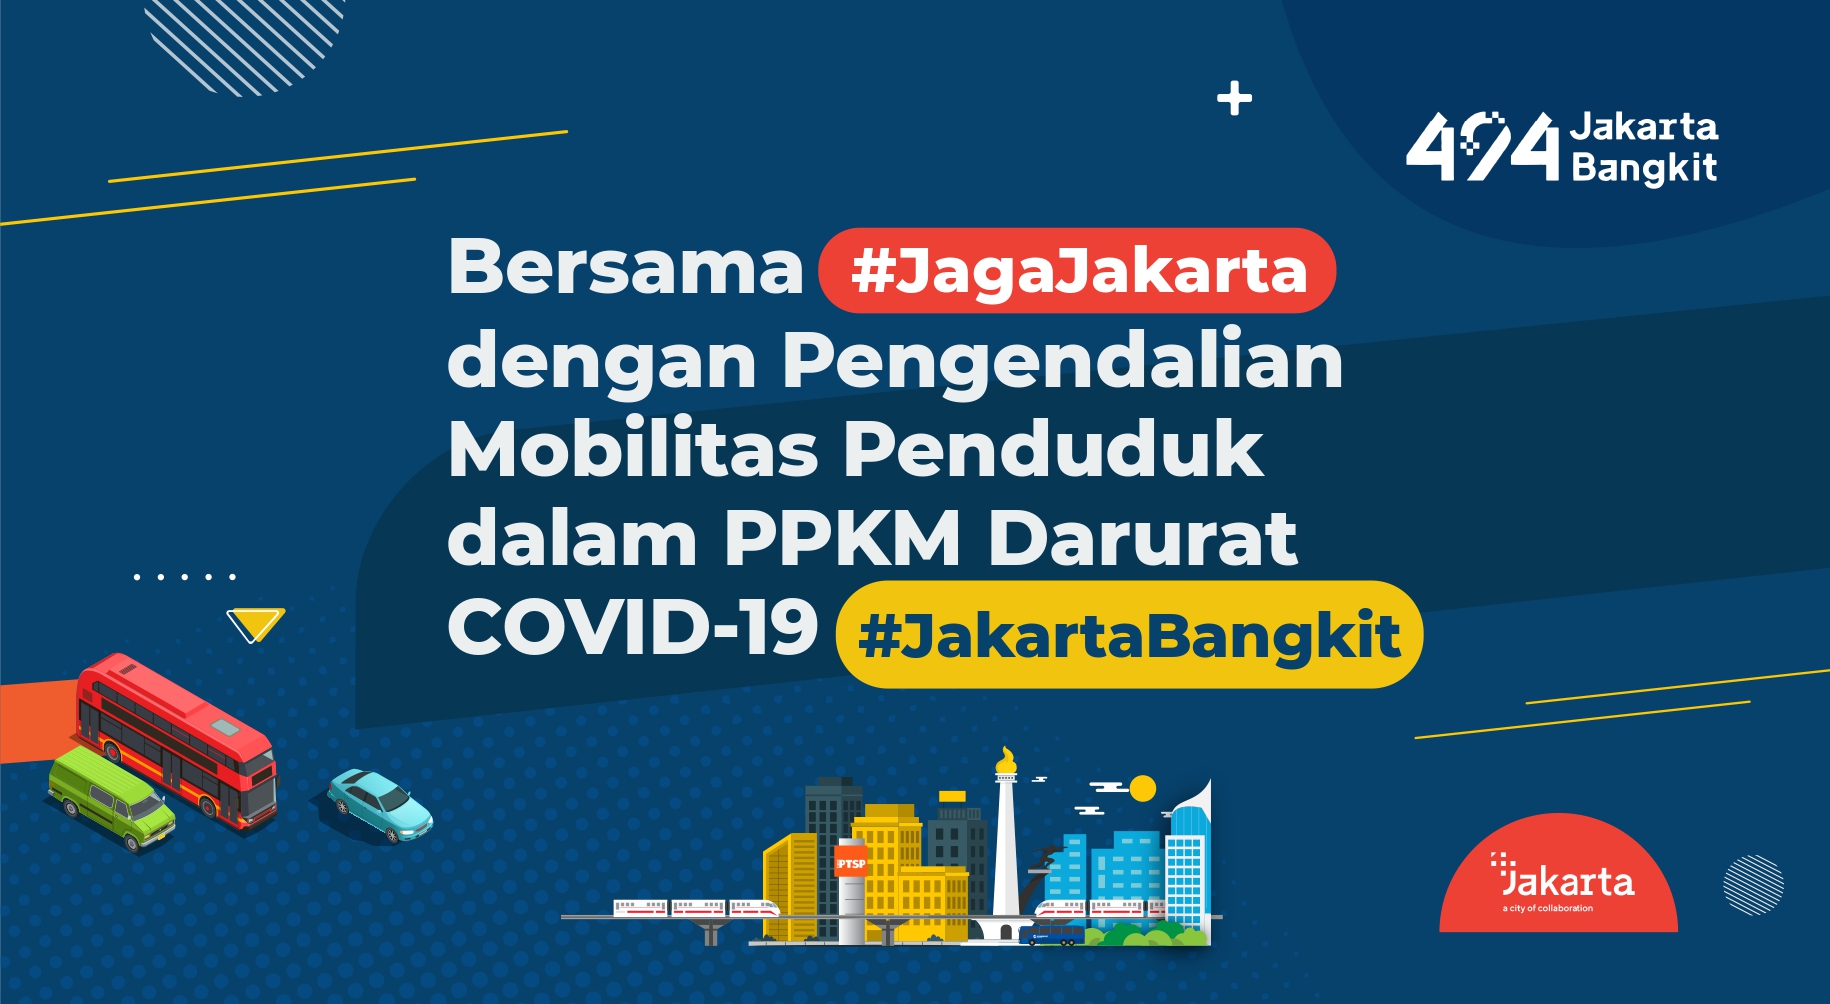 494 Jakarta
Bangkit
Bersama #JagaJakarta
dengan Pengendalian
Mobilitas Penduduk
dalam PPKM Darurat
COVID-19 #JakartaBangkit
PTSP
Jakarta
a city of collaboration